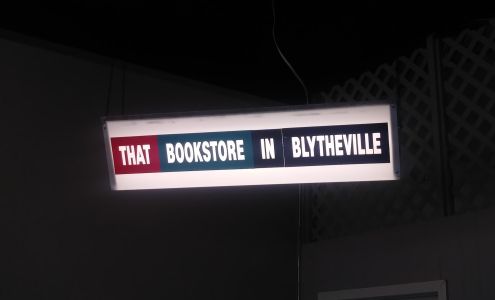 THAT BOOKSTORE IN BLYTHEVILLE